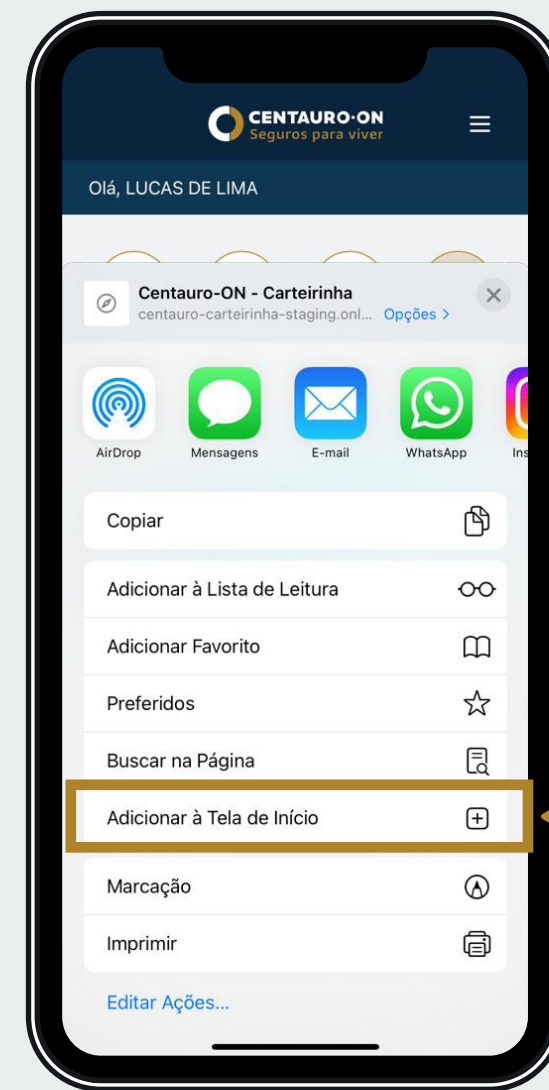 CENTAURO·ON
Seguros para viver
Olá, LUCAS DE LIMA
Centauro-ON - Carteirinha
centauro-carteirinha-staging.onl... Opções >
AirDrop Mensagens E-mail WhatsApp Ins
Copiar
Adicionar à Lista de Leitura
Adicionar Favorito
Preferidos
Buscar na Página
Adicionar à Tela de Início
Marcação
Imprimir
Editar Ações...